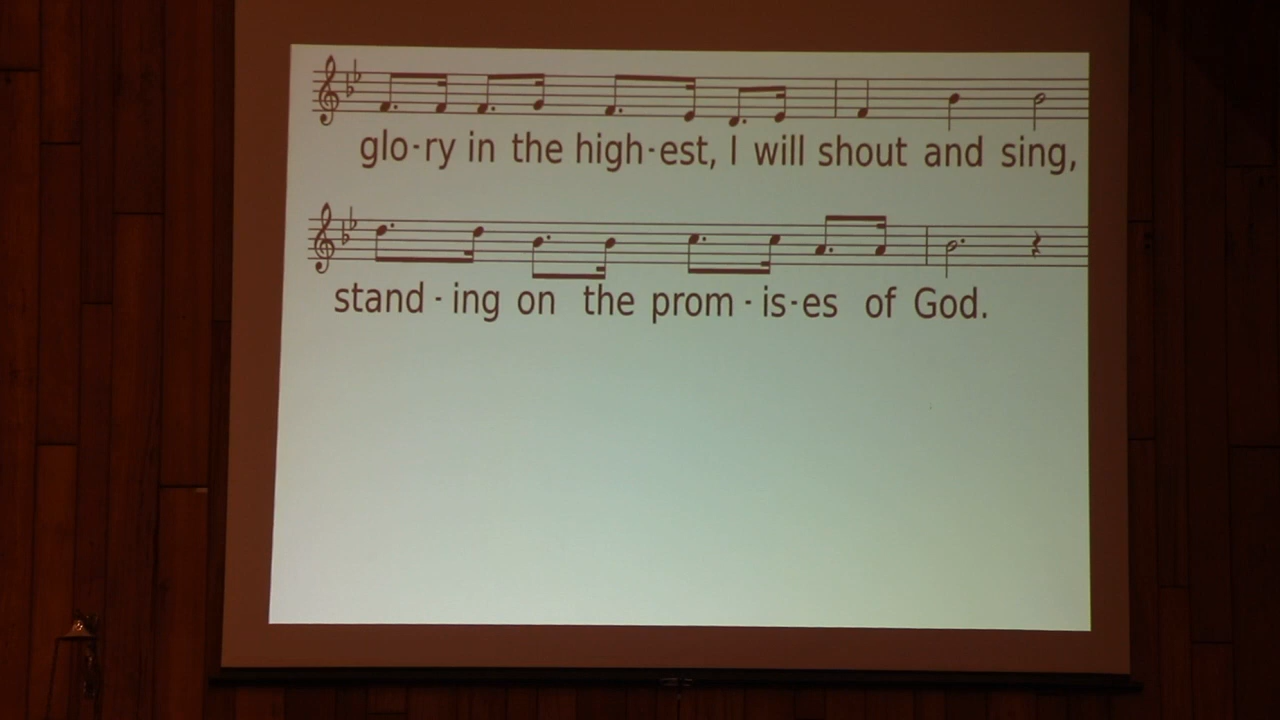 glo-ry in the high-est, I will shout and sing,
stand - ing on the prom - is-es of God.